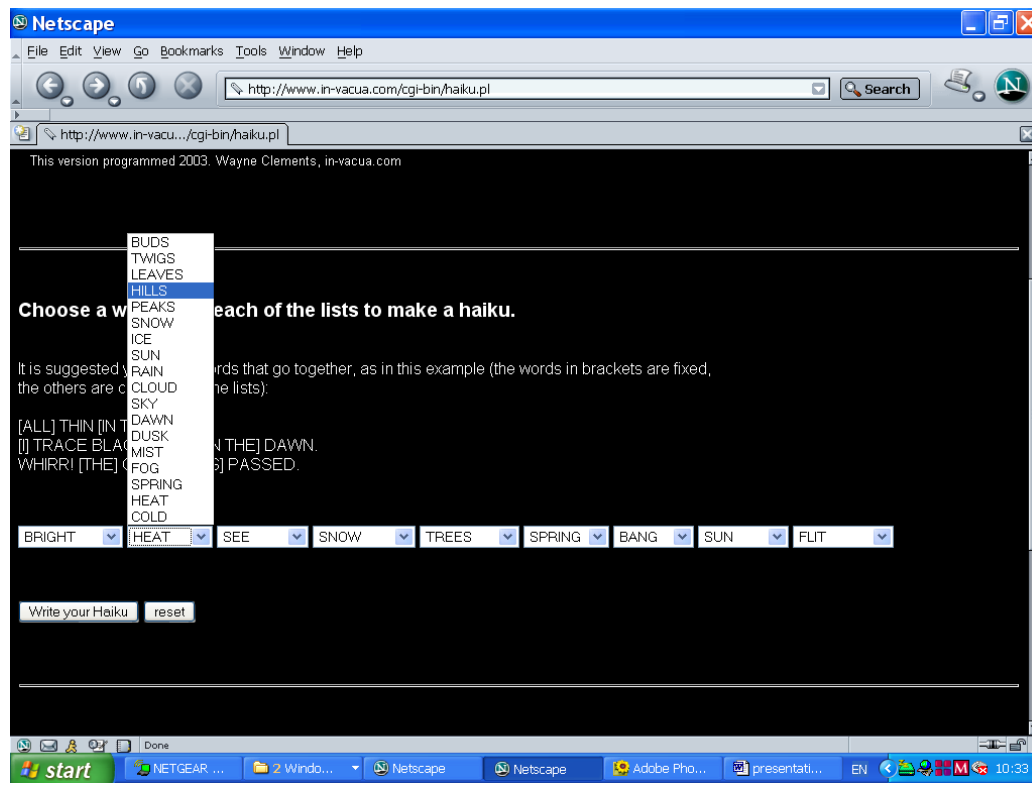 Netscape
File Edit View Go Bookmarks Tools Window Help
http://www.in-vacua.com/cgi-bin/haiku.pl Search N
http://www.in-vacu.../cgi-bin/haiku.pl
This version programmed 2003. Wayne Clements, in-vacua.com
BUDS
TWIGS
LEAVES
HILLS
PEAKS
SNOW
ICE
SUN
RAIN
CLOUD
SKY
DAWN
DUSK
MIST
FOG
SPRING
HEAT
COLD
Choose a w each of the lists to make a haiku.
It is suggested rds that go together, as in this example (the words in brackets are fixed,
the others are c he lists):
[ALL] THIN [IN T
[I] TRACE BLA N THE] DAWN.
WHIRR! [THE] S] PASSED.
BRIGHT HEAT SEE SNOW TREES SPRING BANG SUN FLIT
Write your Haiku reset
Done
start NETGEAR ... 2 Windo... Netscape Netscape Adobe Pho... presentati... EN M 10:33